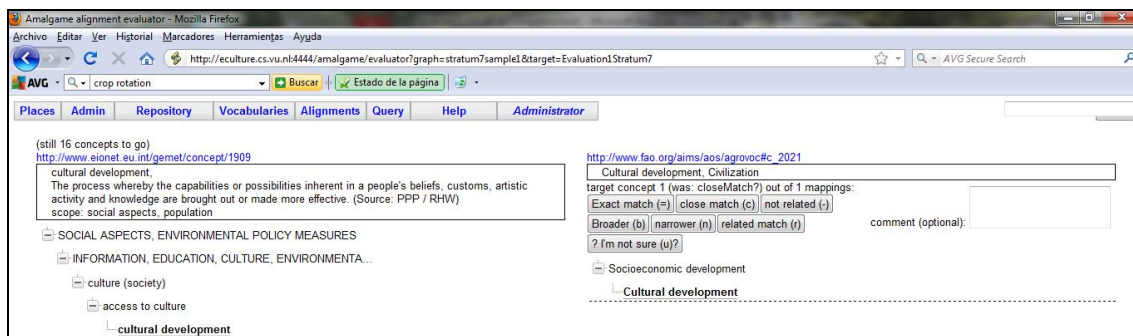 Amalgame alignment evaluator - Mozilla Firefox
Archivo Editar Ver Historial Marcadores Herramientas Ayuda
http://eculture.cs.vu.nl:4444/amalgame/evaluator?graph=stratum7sample1&target=Evaluation1Stratum7
AVG Secure Search
AVG crop rotation Buscar Estado de la página
Places Admin Repository Vocabularies Alignments Query Help Administrator
(still 16 concepts to go)
http://www.eionet.eu.int/gemet/concept/1909
cultural development,
The process whereby the capabilities or possibilities inherent in a people's beliefs, customs, artistic
activity and knowledge are brought out or made more effective. (Source: PPP / RHW)
scope: social aspects, population
SOCIAL ASPECTS, ENVIRONMENTAL POLICY MEASURES
INFORMATION, EDUCATION, CULTURE, ENVIRONMENTA...
culture (society)
access to culture
cultural development
http://www.fao.org/aims/aos/agrovoc#c_2021
Cultural development, Civilization
target concept 1 (was: closeMatch?) out of 1 mappings:
Exact match (=) close match (c) not related (-)
Broader (b) narrower (n) related match (r)
comment (optional):
? I'm not sure (u)?
Socioeconomic development
Cultural development